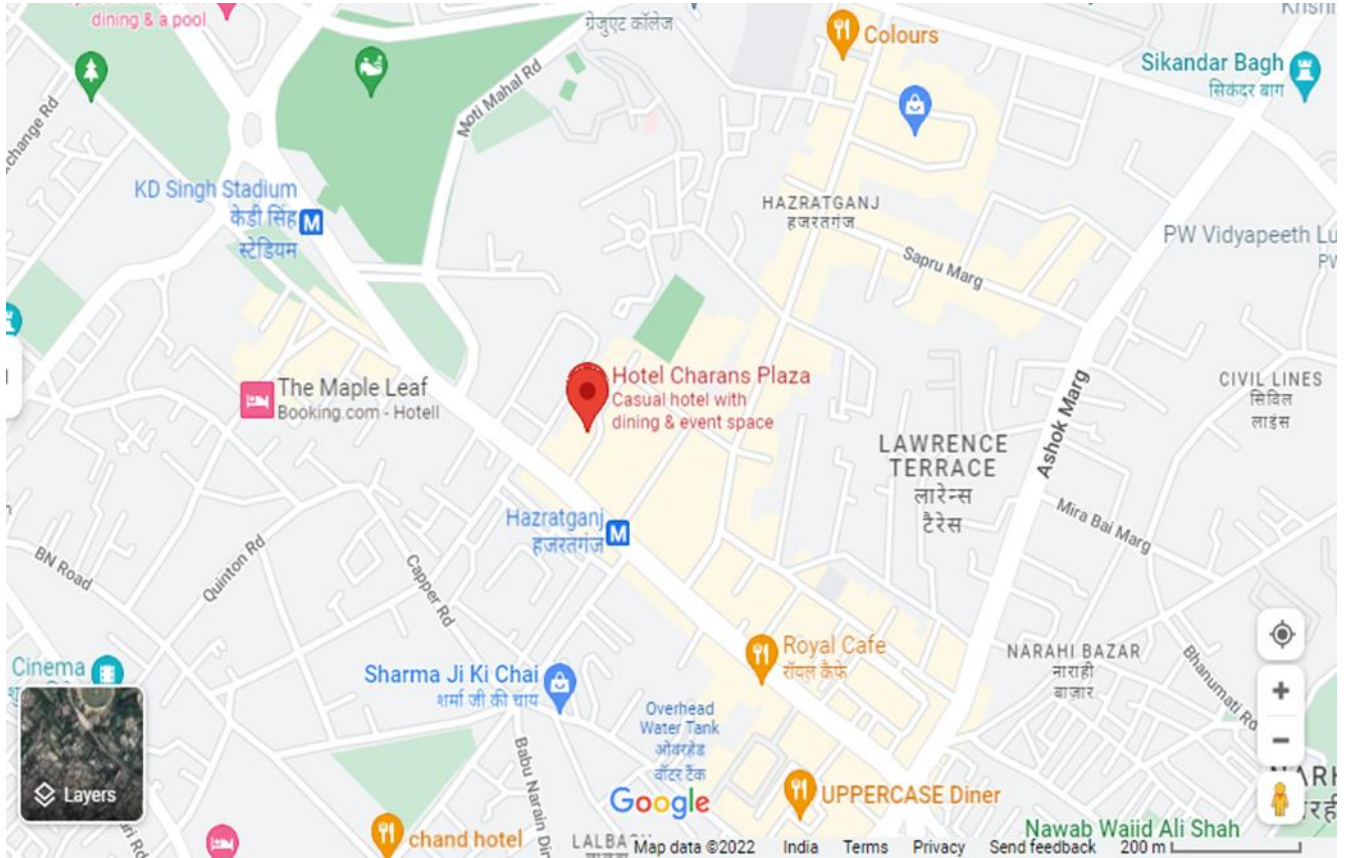 dining & a pool
ग्रेजुएट कॉलेज
Colours
Sikandar Bagh
सिकंदर बाग
Moti Mahal Rd
KD Singh Stadium
केडी सिंह
स्टेडियम
M
HAZRATGANJ
हजरतगंज
Sapru Marg
PW Vidyapeeth Lu
PW
The Maple Leaf
Booking.com - Hotell
Hotel Charans Plaza
Casual hotel with
dining & event space
CIVIL LINES
सिविल
लाइंस
Ashok Marg
LAWRENCE
TERRACE
लारेन्स
टैरेस
Hazratganj
हजरतगंज
M
Mira Bai Marg
BN Road
Quinton Rd
Capper Rd
Royal Cafe
रॉयल कैफे
NARAHI BAZAR
नाराही
बाज़ार
Bhanumati Rd
Cinema
Sharma Ji Ki Chai
शर्मा जी की चाय
Overhead
Water Tank
ओवरहेड
वॉटर टैंक
Babu Narain Dir
Layers
Google
UPPERCASE Diner
chand hotel
Nawab Wajid Ali Shah
Map data ©2022 India Terms Privacy Send feedback 200 m